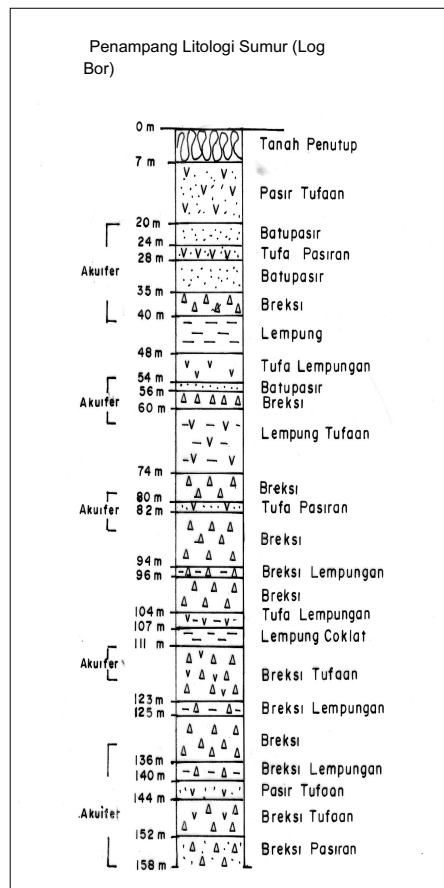 Penampang Litologi Sumur (Log
Bor)
0 m
Tanah Penutup
7 m
Pasir Tufaan
20 m
Batupasir
24 m
Tufa Pasiran
28 m
Akuifer
Batupasir
35 m
Breksi
40 m
Lempung
48 m
Tufa Lempungan
54 m
Batupasir
56 m
Akuifer
Breksi
60 m
Lempung Tufaan
74 m
Breksi
80 m
Tufa Pasiran
Akuifer
82 m
Breksi
94 m
Breksi Lempungan
96 m
Breksi
104 m
Tufa Lempungan
107 m
Lempung Coklat
111 m
Akuifer
Breksi Tufaan
123 m
Breksi Lempungan
125 m
Breksi
136 m
Breksi Lempungan
140 m
Pasir Tufaan
144 m
Akuifer
Breksi Tufaan
152 m
Breksi Pasiran
158 m